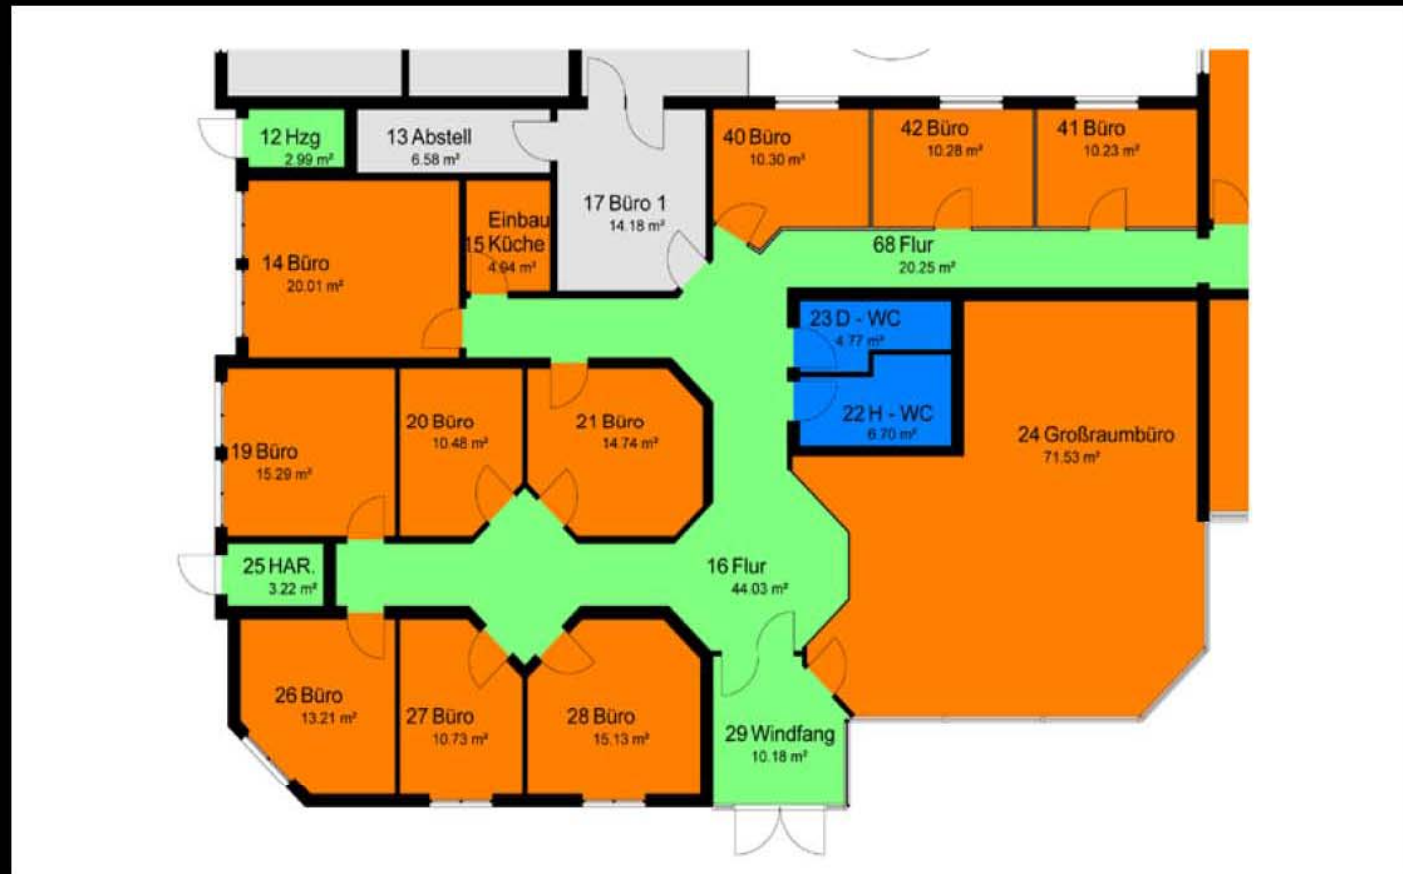 12 Hzg
2.99 m²
13 Abstell
6.58 m²
17 Büro 1
14.18 m²
40 Büro
10.30 m²
42 Büro
10.28 m²
41 Büro
10.23 m²
14 Büro
20.01 m²
Einbau
15 Küche
4.94 m²
68 Flur
20.25 m²
23 D - WC
4.77 m²
22 H - WC
6.70 m²
24 Großraumbüro
71.53 m²
19 Büro
15.29 m²
20 Büro
10.48 m²
21 Büro
14.74 m²
25 HAR.
3.22 m²
16 Flur
44.03 m²
26 Büro
13.21 m²
27 Büro
10.73 m²
28 Büro
15.13 m²
29 Windfang
10.18 m²